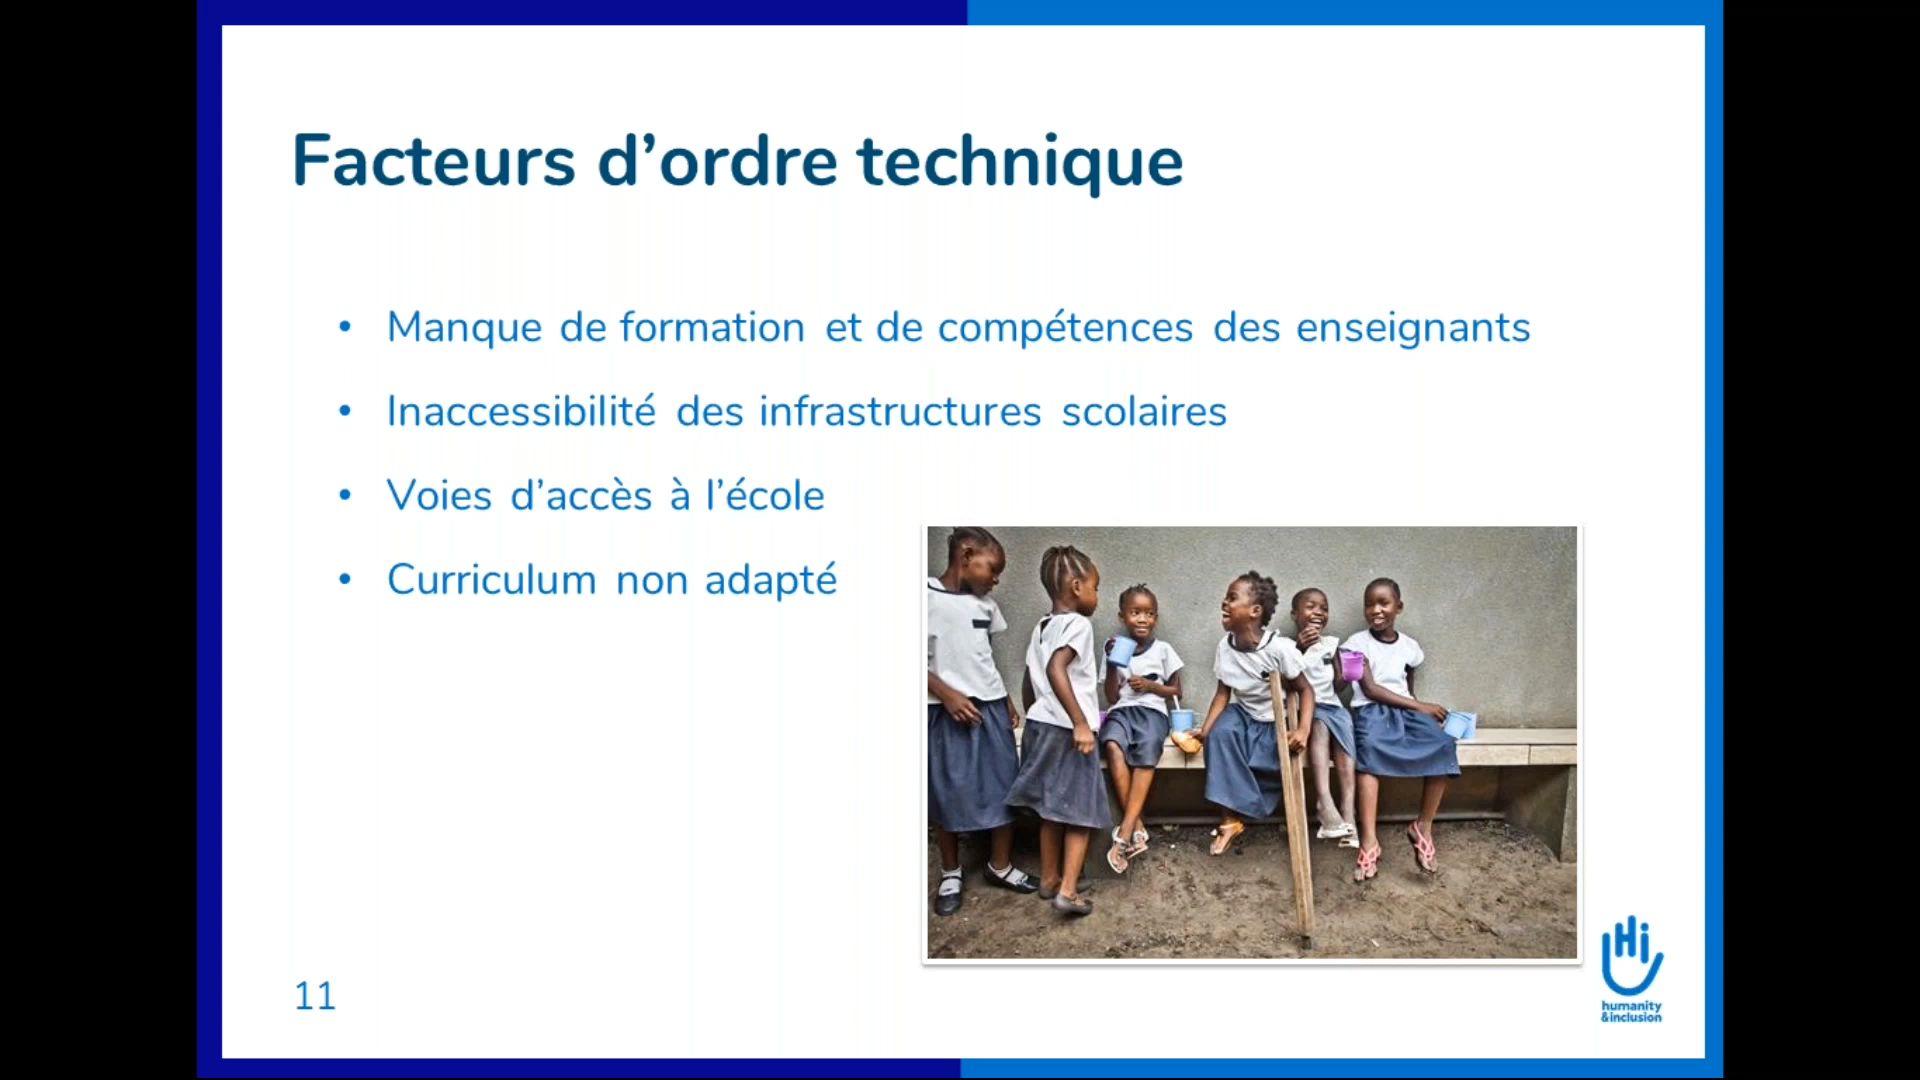 Facteurs d’ordre technique
• Manque de formation et de compétences des enseignants
• Inaccessibilité des infrastructures scolaires
• Voies d’accès à l’école
• Curriculum non adapté
11
Hi
humanity
&inclusion